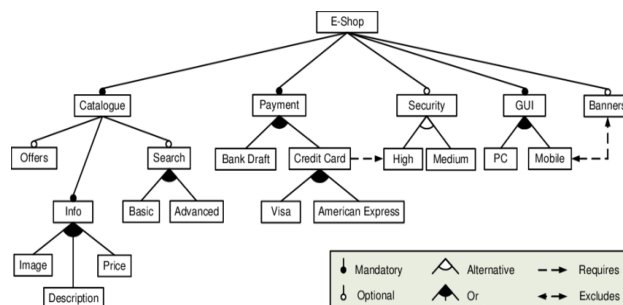 E-Shop
Catalogue
Payment
Security
GUI
Banners
Offers
Search
Bank Draft
Credit Card
High
Medium
PC
Mobile
Info
Basic
Advanced
Visa
American Express
Image
Price
Description
Mandatory
Alternative
Requires
Optional
Or
Excludes